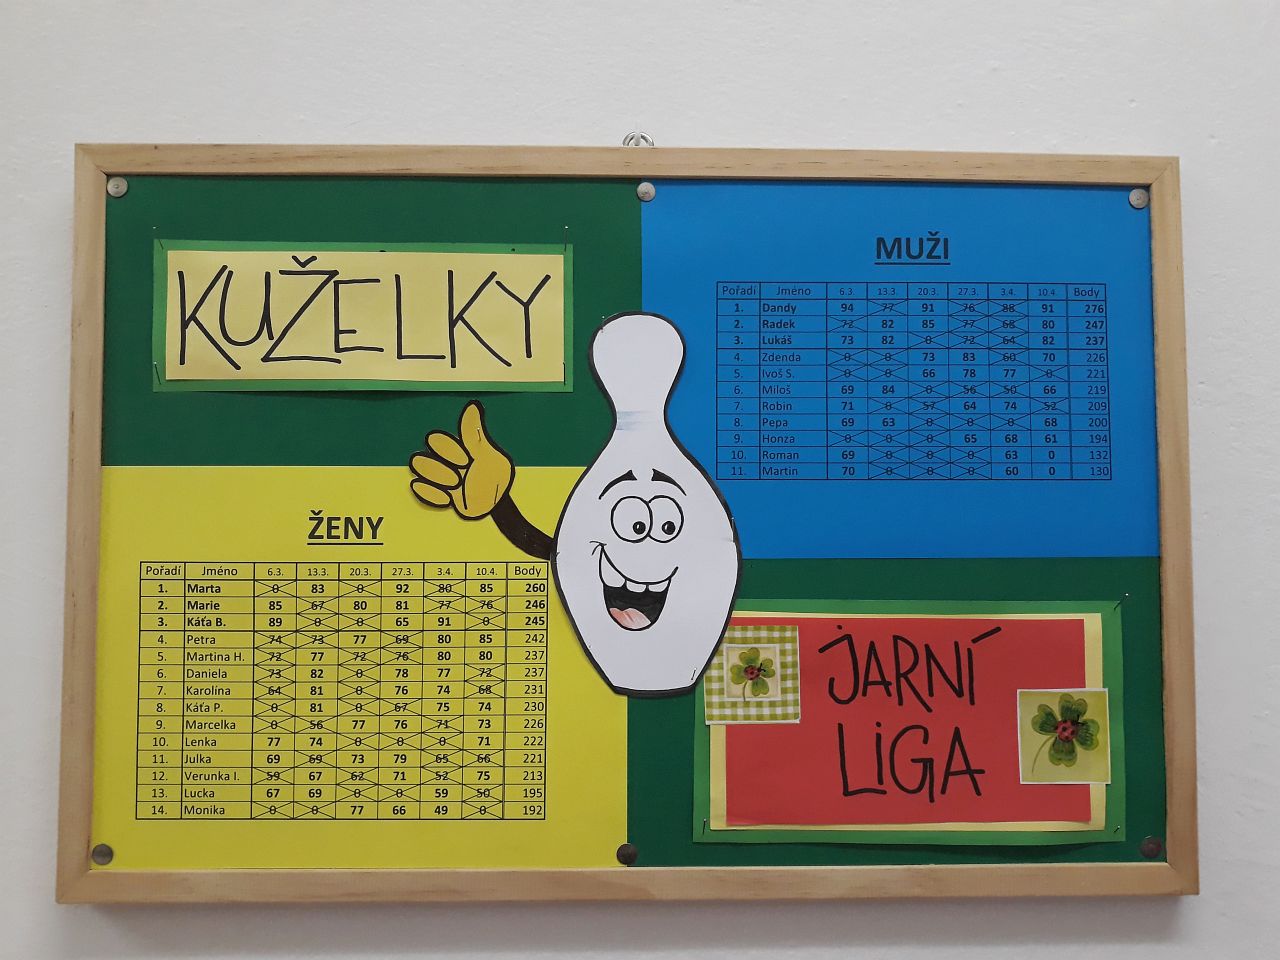 KUŽELKY
MUŽI
Pořadí Jméno 6.3. 13.3. 20.3. 27.3. 3.4. 10.4. Body
1. Dandy 94 77 91 76 88 91 276
2. Radek 72 82 85 77 68 80 247
3. Lukáš 73 82 0 72 64 82 237
4. Zdenda 0 0 73 83 60 70 226
5. Ivoš S. 0 0 66 78 77 0 221
6. Miloš 69 84 0 56 50 66 219
7. Robin 71 0 57 64 74 52 209
8. Pepa 69 63 0 0 0 68 200
9. Honza 0 0 0 65 68 61 194
10. Roman 69 0 0 0 63 0 132
11. Martin 70 0 0 0 60 0 130
ŽENY
Pořadí Jméno 6.3. 13.3. 20.3. 27.3. 3.4. 10.4. Body
1. Marta 0 83 0 92 80 85 260
2. Marie 85 67 80 81 77 76 246
3. Káťa B. 89 0 0 65 91 0 245
4. Petra 74 73 77 69 80 85 242
5. Martina H. 72 77 72 76 80 80 237
6. Daniela 73 82 0 78 77 72 237
7. Karolína 64 81 0 76 74 68 231
8. Káťa P. 0 81 0 67 75 74 230
9. Marcelka 0 56 77 76 71 73 226
10. Lenka 77 74 0 0 0 71 222
11. Julka 69 69 73 79 65 66 221
12. Verunka I. 59 67 62 71 52 75 213
13. Lucka 67 69 0 0 59 50 195
14. Monika 0 0 77 66 49 0 192
JARNÍ
LIGA